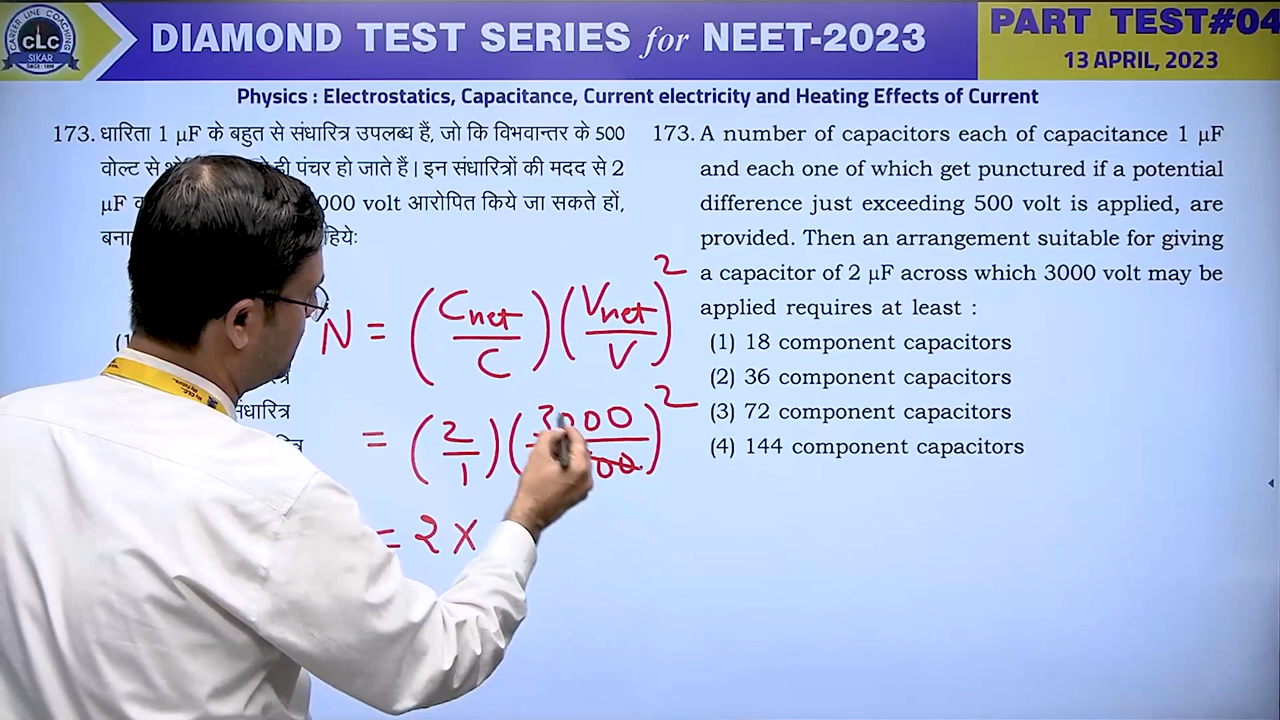 CAREER LINE COACHING
CLC
SIKAR
SINCE : 1996
DIAMOND TEST SERIES for NEET-2023
PART TEST#04
13 APRIL, 2023
Physics : Electrostatics, Capacitance, Current electricity and Heating Effects of Current
173. धारिता 1 μF के बहुत से संधारित्र उपलब्ध हैं, जो कि विभवान्तर के 500
वोल्ट से ही पंचर हो जाते हैं। इन संधारित्रों की मदद से 2
μF 000 volt आरोपित किये जा सकते हों,
हियेः
(1)
संधारित्र
173. A number of capacitors each of capacitance 1 μF
and each one of which get punctured if a potential
difference just exceeding 500 volt is applied, are
provided. Then an arrangement suitable for giving
a capacitor of 2 μF across which 3000 volt may be
applied requires at least :
(1) 18 component capacitors
(2) 36 component capacitors
(3) 72 component capacitors
(4) 144 component capacitors
N = (Cnet/C) (Vnet/V)²
= (2/1) (3000/00)²
= 2 ×